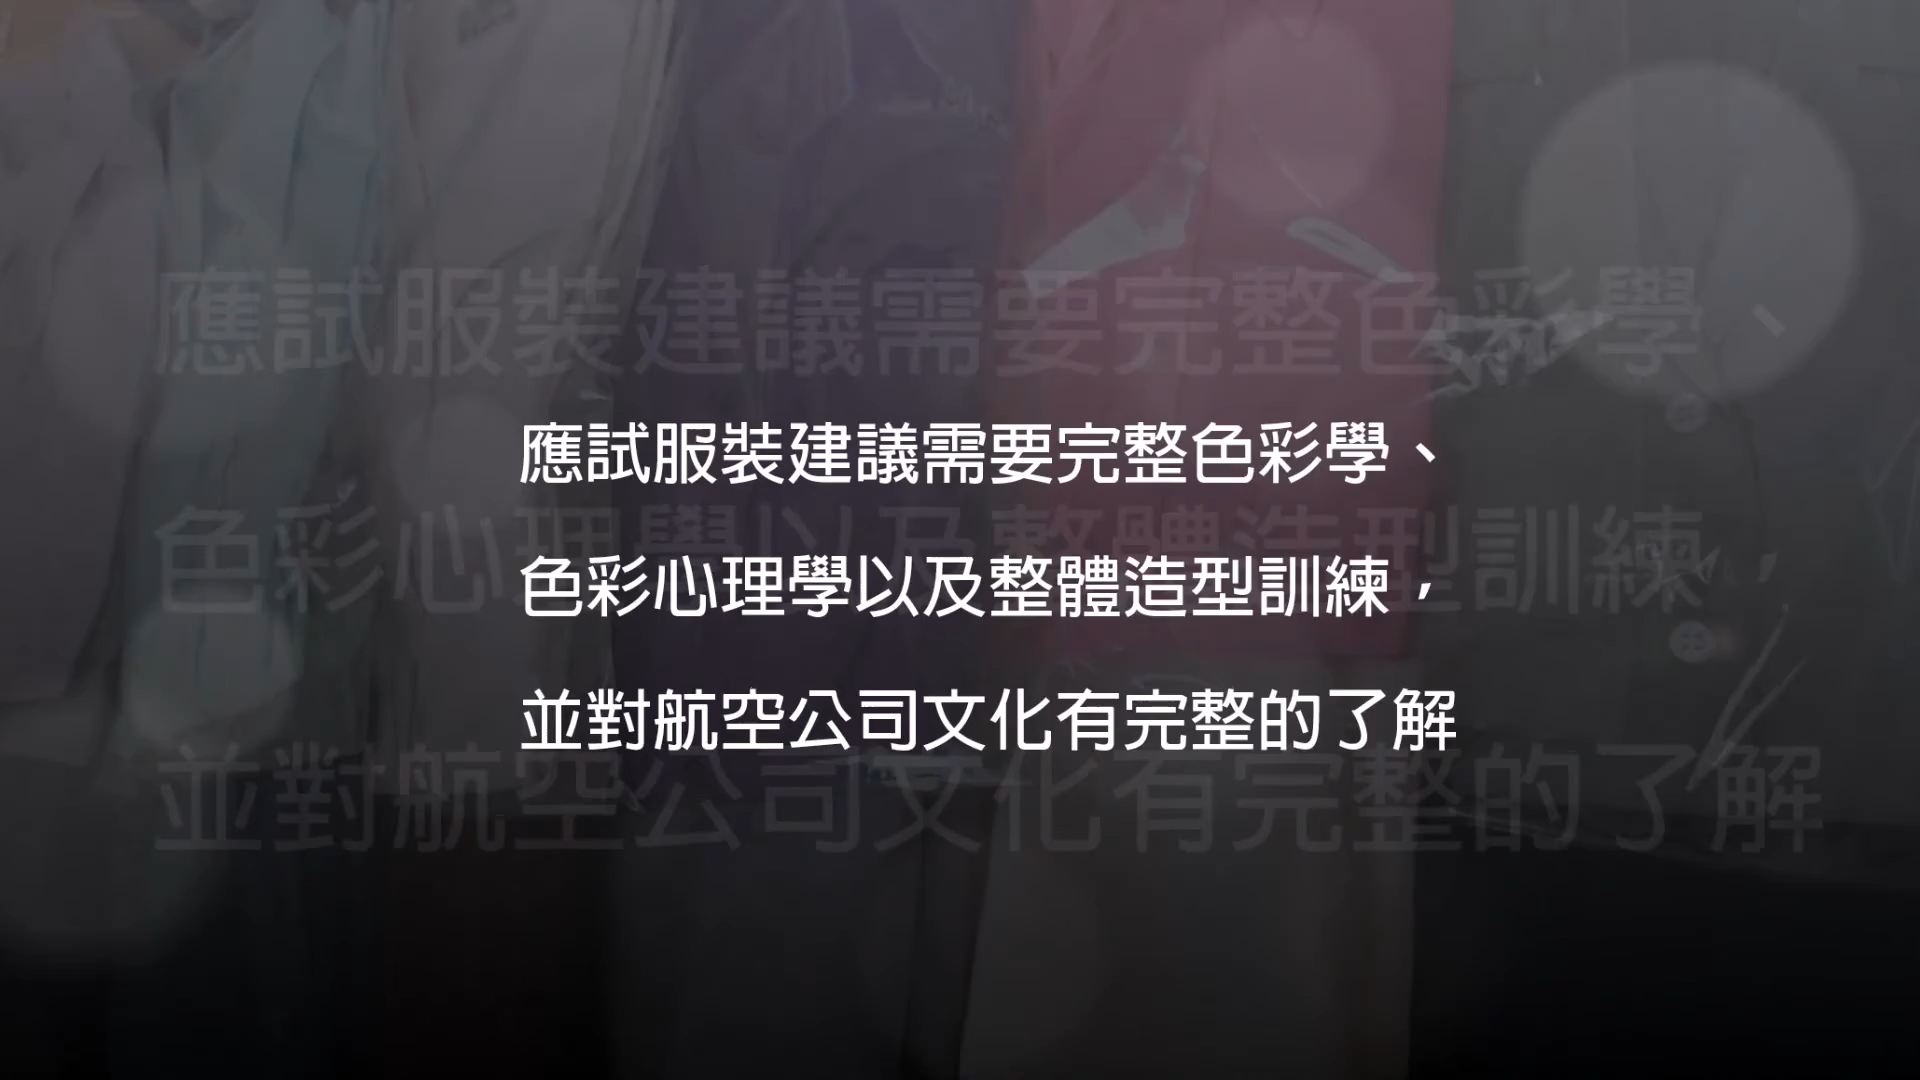 應試服裝建議需要完整色彩學、
色彩心理學以及整體造型訓練，
並對航空公司文化有完整的了解